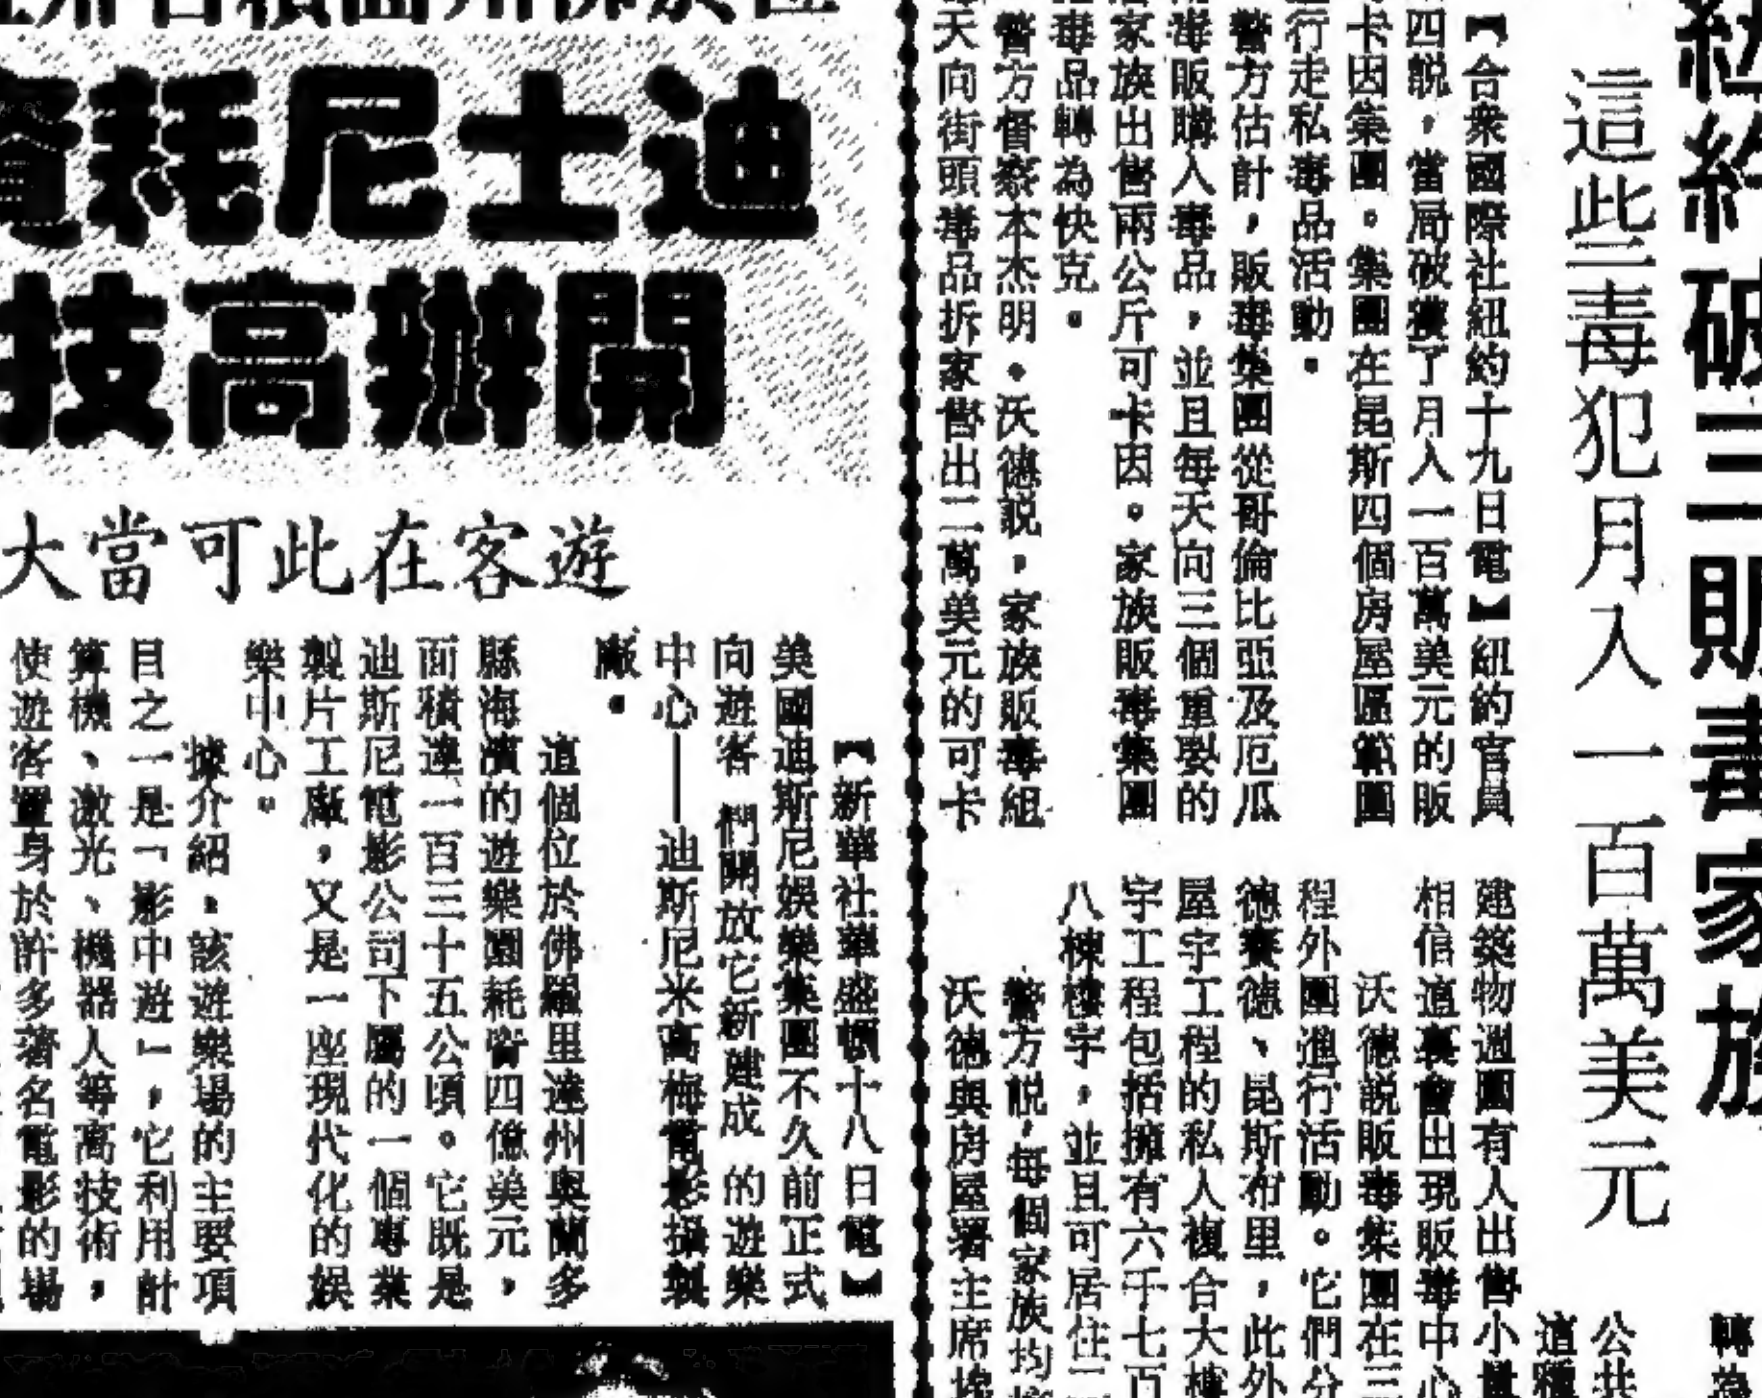 紐約破三販毒家族
這些毒犯月入一百萬美元
【合衆國際社紐約十九日電】紐約官員
四說,當局破獲了月入一百萬美元的販
卡因集團。集團在昆斯四個房屋區範圍
行走私毒品活動。
警方估計,販毒集團從哥倫比亞及厄瓜
毒販購入毒品,並且每天向三個重要的
家族出售兩公斤可卡因。家族販毒集團
毒品轉為快克。
警方督察本杰明。沃德説,家族販毒組
天向街頭毒品拆家售出二萬美元的可卡
建築物週圍有人出售小量
相信這裏會出現販毒中心
沃德説販毒集團在三
程外圍進行活動。它們分
德賽德、昆斯布里,此外
屋宇工程的私人複合大樓
宇工程包括擁有六千七百
八棟樓宇,並且可居住二
警方説,每個家族均
沃德與房屋署主席
公共
這種
轉為
迪士尼耗資
開辦高技
遊客在此可當大
【新華社華盛頓十八日電】
美國迪斯尼娛樂集團不久前正式
向遊客們開放它新建成的遊樂
中心——迪斯尼米高梅電影攝製
廠。
這個位於佛羅里達州奧蘭多
縣海濱的遊樂園耗資四億美元,
面積達一百三十五公頃。它既是
迪斯尼電影公司下屬的一個專業
製片工廠,又是一座現代化的娛
樂中心。
據介紹,該遊樂場的主要項
目之一是「影中遊」,它利用計
算機、激光、機器人等高技術,
使遊客置身於許多著名電影的場